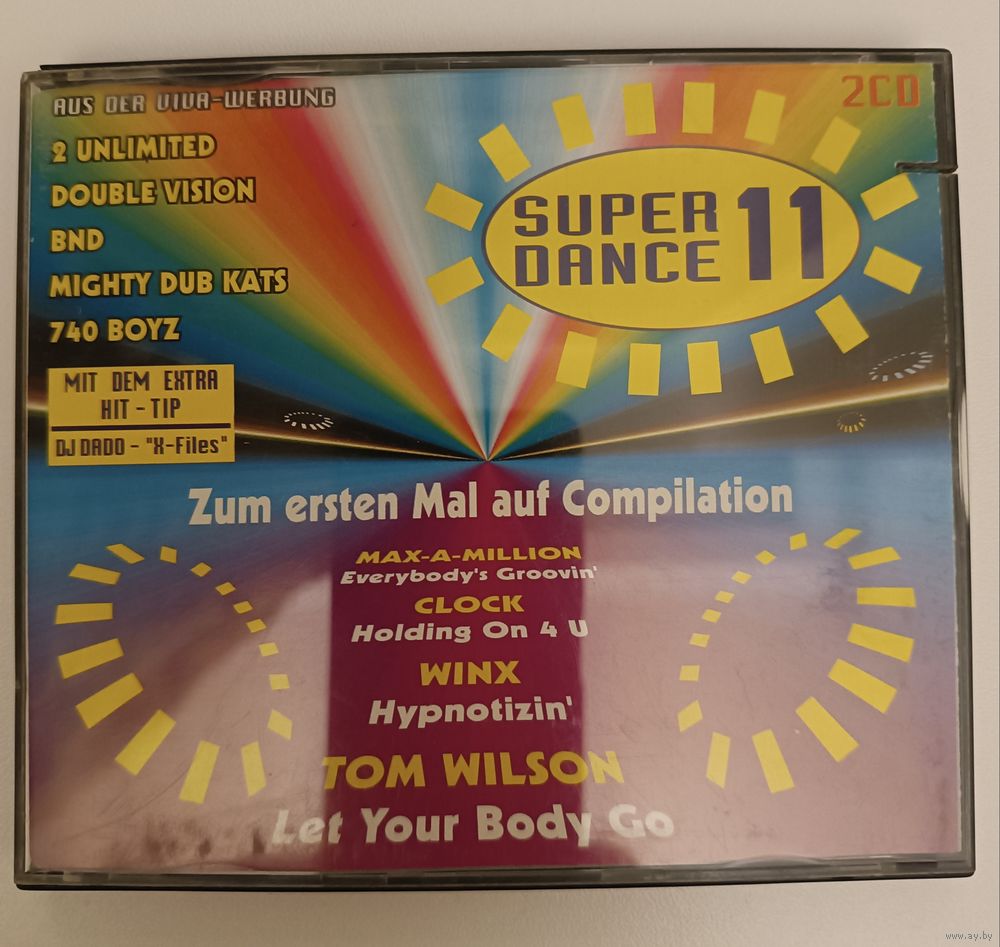 AUS DER VIVA-WERBUNG
2 UNLIMITED
DOUBLE VISION
BND
MIGHTY DUB KATS
740 BOYZ
MIT DEM EXTRA
HIT - TIP
DJ DADO - "X-Files"
2CD
SUPER
DANCE
11
Zum ersten Mal auf Compilation
MAX-A-MILLION
Everybody's Groovin'
CLOCK
Holding On 4 U
WINX
Hypnotizin'
TOM WILSON
Let Your Body Go
www.ay.by